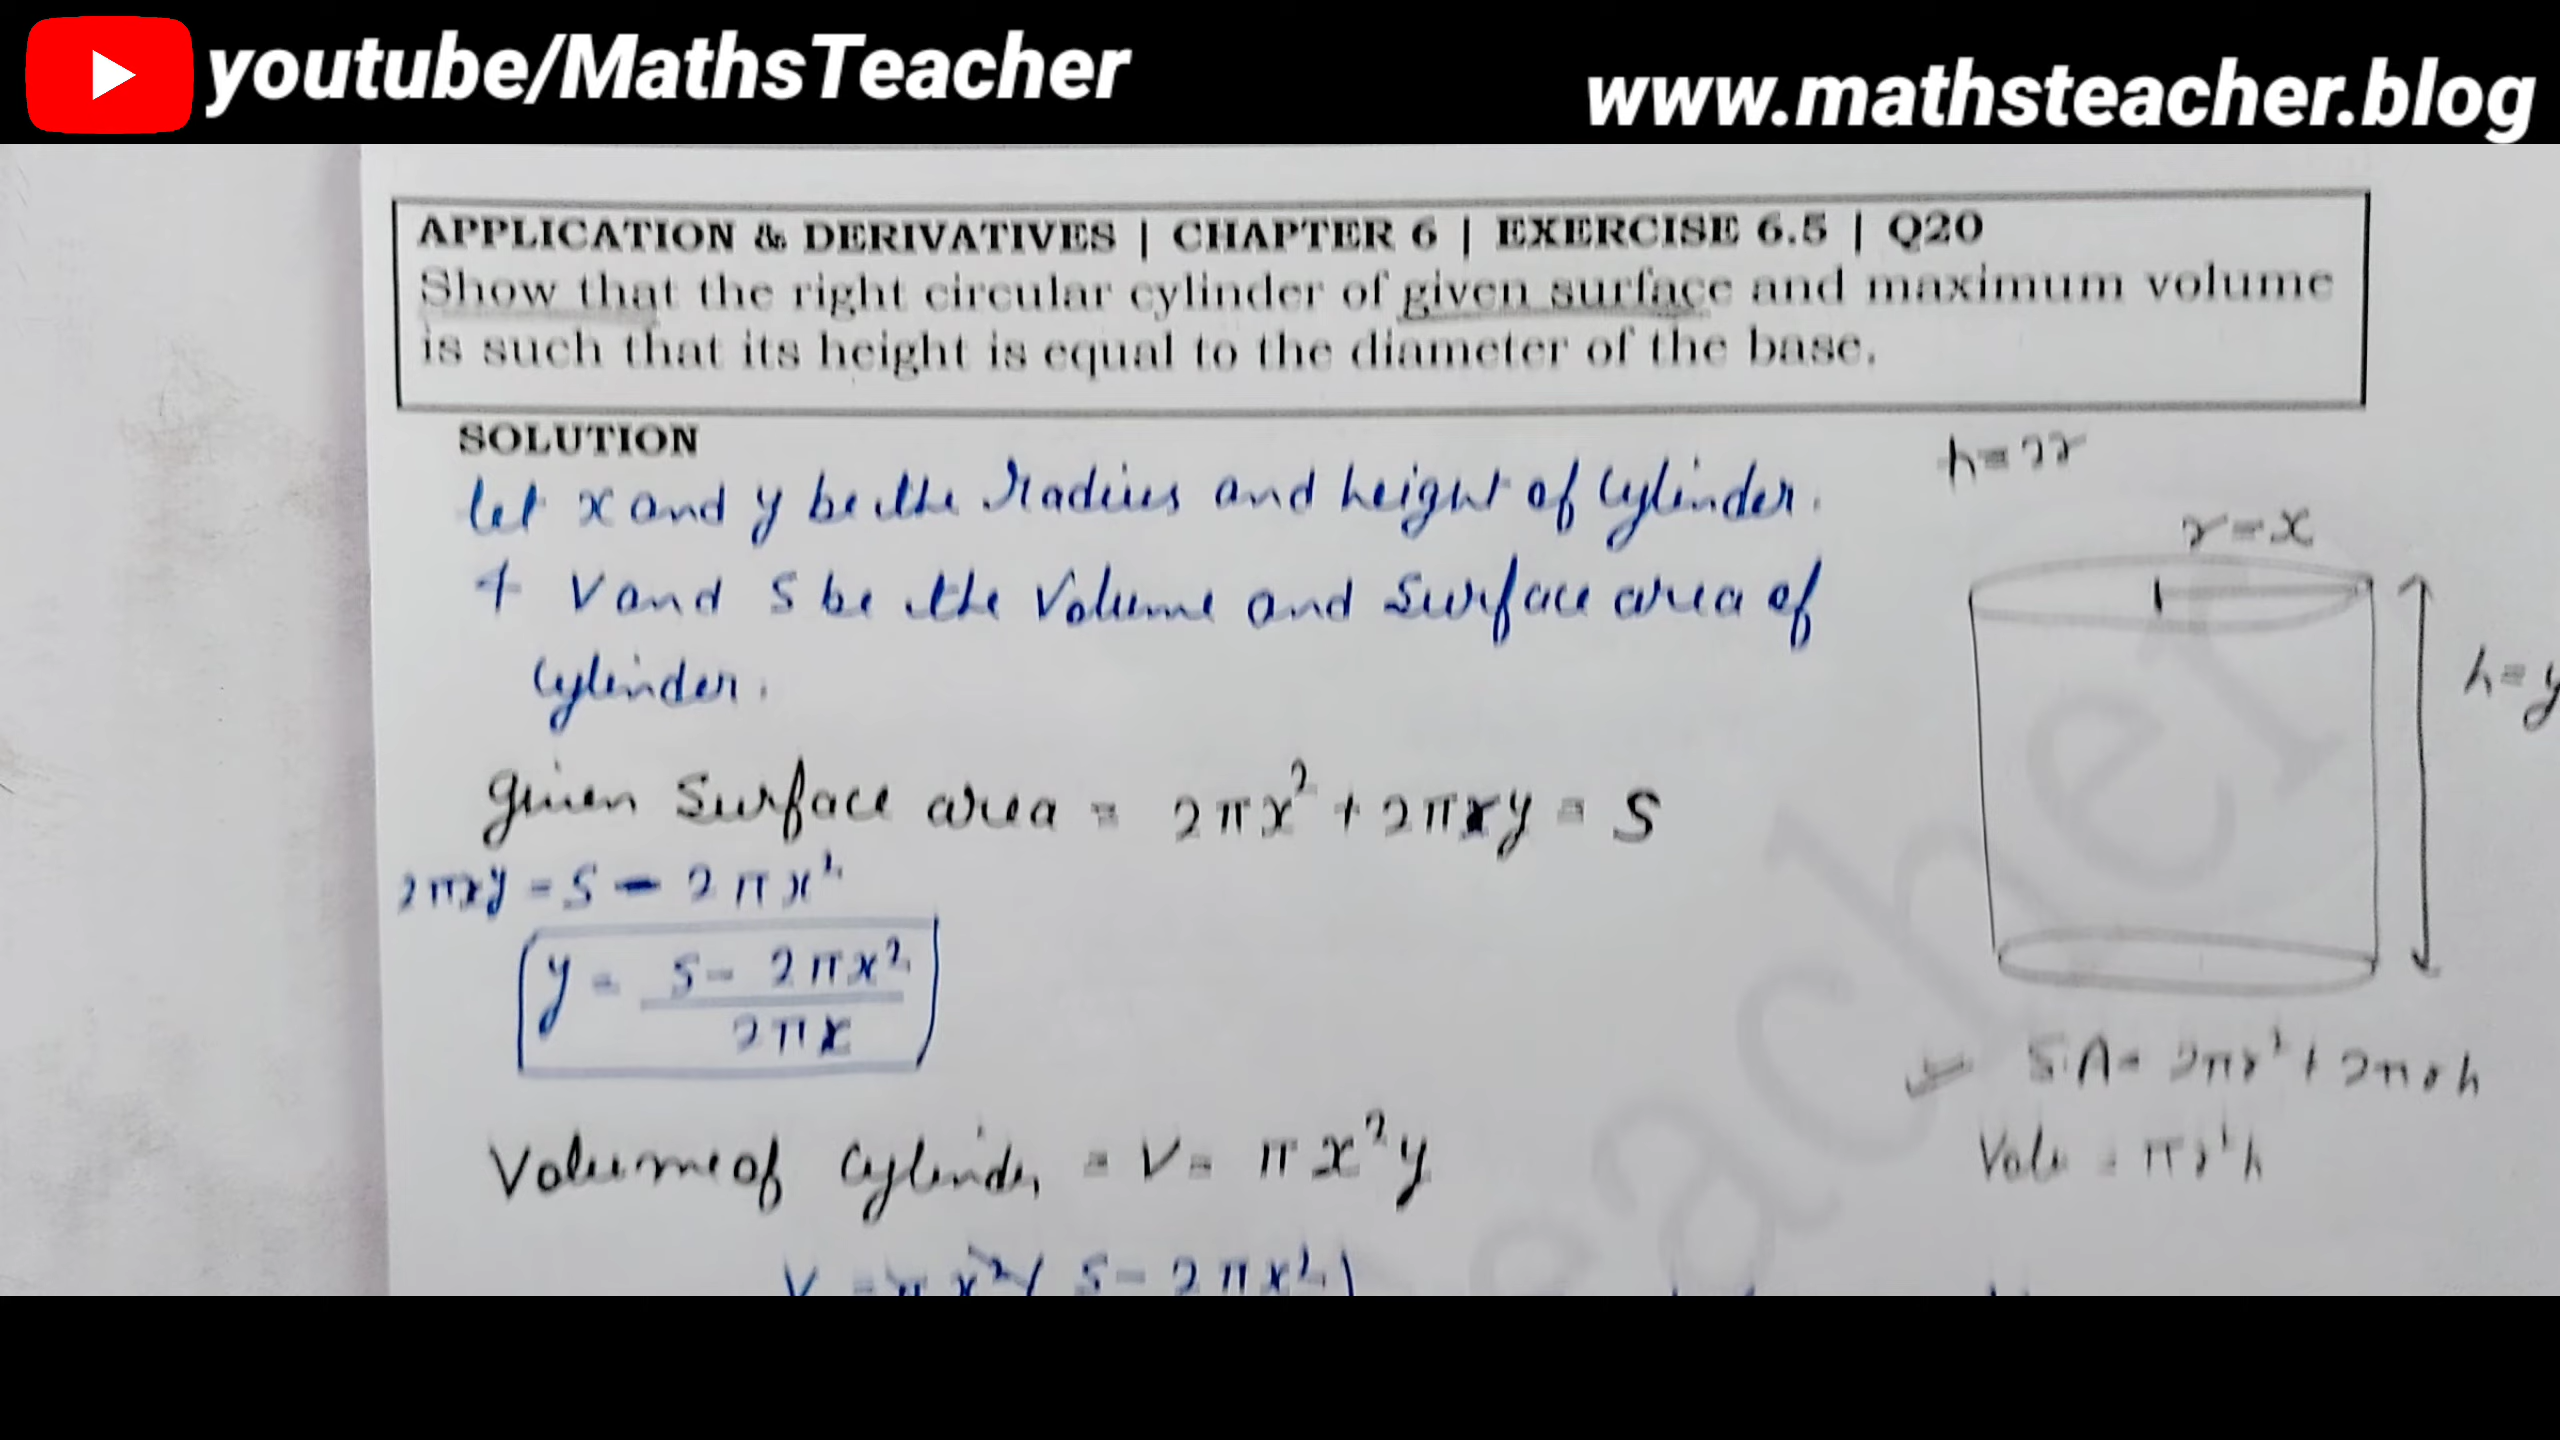 youtube/MathsTeacher
www.mathsteacher.blog
APPLICATION & DERIVATIVES | CHAPTER 6 | EXERCISE 6.5 | Q20
Show that the right circular cylinder of given surface and maximum volume
is such that its height is equal to the diameter of the base.
SOLUTION
h=2r
let x and y be the radius and height of cylinder.
r=x
+ V and S be the Volume and Surface area of
cylinder.
h=y
given Surface area = 2πx² + 2πxy = S
2πxy = S - 2πx²
y = S - 2πx²
2πx
S.A = 2πr² + 2πrh
Volume of cylinder = V = πx²y
Vol = πr²h
V = πx² ( S - 2πx² )
acher